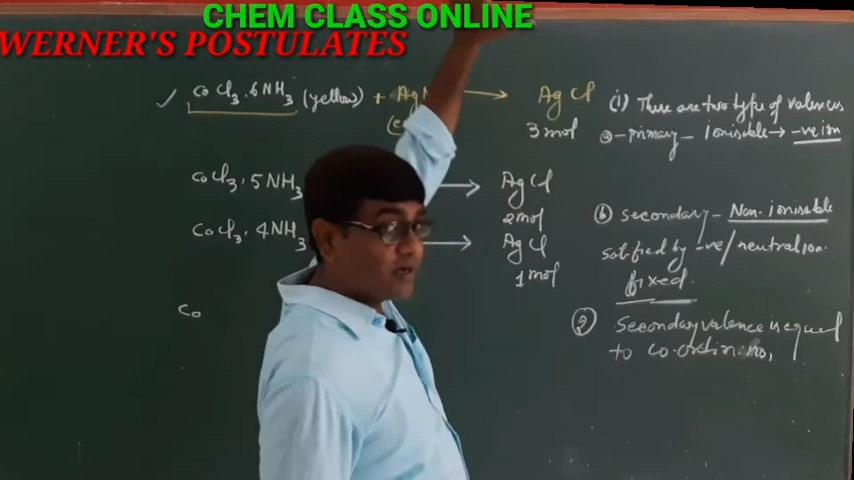 CHEM CLASS ONLINE
WERNER'S POSTULATES
✓ CoCl3.6NH3 (yellow) + AgN → AgCl
3 mol
CoCl3.5NH3 → AgCl
2 mol
CoCl3.4NH3 → AgCl
1 mol
Co
(i) There are two type of valences
(a) - primary - ionisable → -ve ion
(b) secondary - Non-ionisable
satisfied by -ve/neutral ion.
fixed.
(2) Secondary valence is equal
to co-ordin. no,